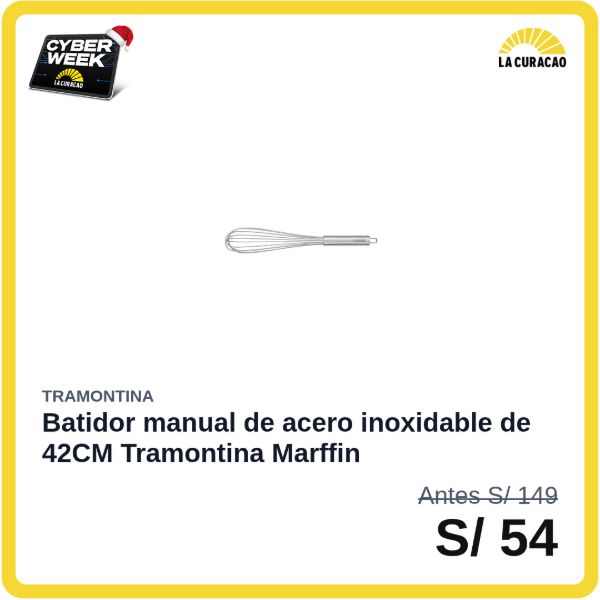 CYBER
WEEK
LA CURACAO
LA CURACAO
TRAMONTINA
Batidor manual de acero inoxidable de
42CM Tramontina Marffin
Antes S/ 149
S/ 54